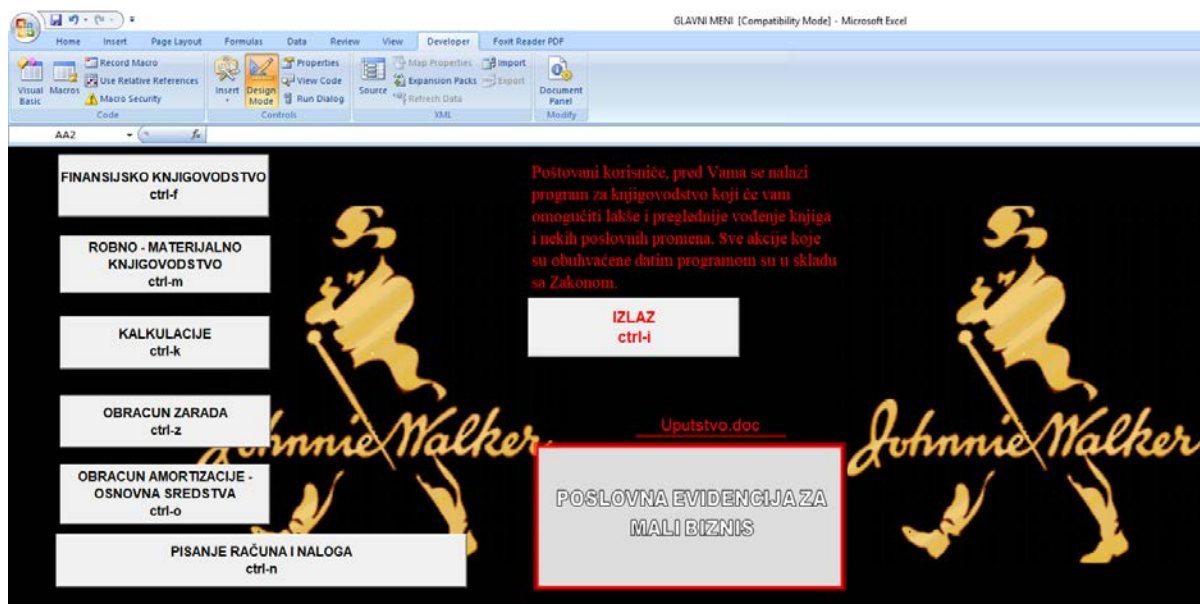 GLAVNI MENI [Compatibility Mode] - Microsoft Excel
Home Insert Page Layout Formulas Data Review View Developer Foxit Reader PDF
Visual Basic
Macros
Record Macro
Use Relative References
Macro Security
Code
Insert
Design Mode
Properties
View Code
Run Dialog
Controls
Source
Map Properties
Expansion Packs
Refresh Data
Import
Export
XML
Document Panel
Modify
AA2 fx
FINANSIJSKO KNJIGOVODSTVO
ctrl-f
ROBNO - MATERIJALNO
KNJIGOVODSTVO
ctrl-m
KALKULACIJE
ctrl-k
OBRACUN ZARADA
ctrl-z
OBRACUN AMORTIZACIJE -
OSNOVNA SREDSTVA
ctrl-o
PISANJE RAČUNA I NALOGA
ctrl-n
Poštovani korisniče, pred Vama se nalazi
program za knjigovodstvo koji će vam
omogućiti lakše i preglednije vođenje knjiga
i nekih poslovnih promena. Sve akcije koje
su obuhvaćene datim programom su u skladu
sa Zakonom.
IZLAZ
ctrl-i
Uputstvo.doc
POSLOVNA EVIDENCIJA ZA
MALI BIZNIS
Johnnie Walker
Johnnie Walker